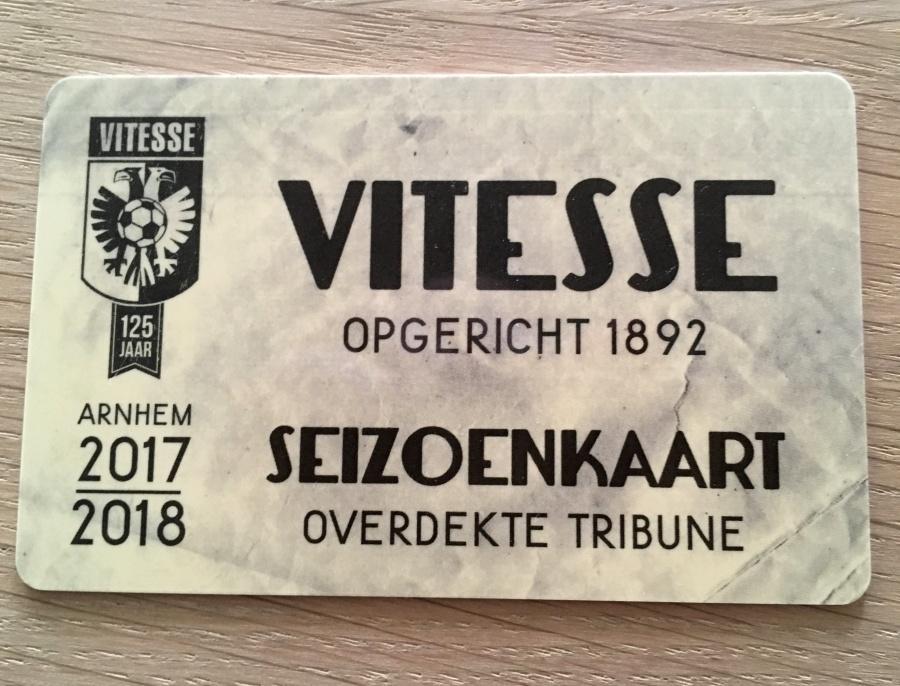 VITESSE
125
JAAR
ARNHEM
2017
2018
VITESSE
OPGERICHT 1892
SEIZOENKAART
OVERDEKTE TRIBUNE